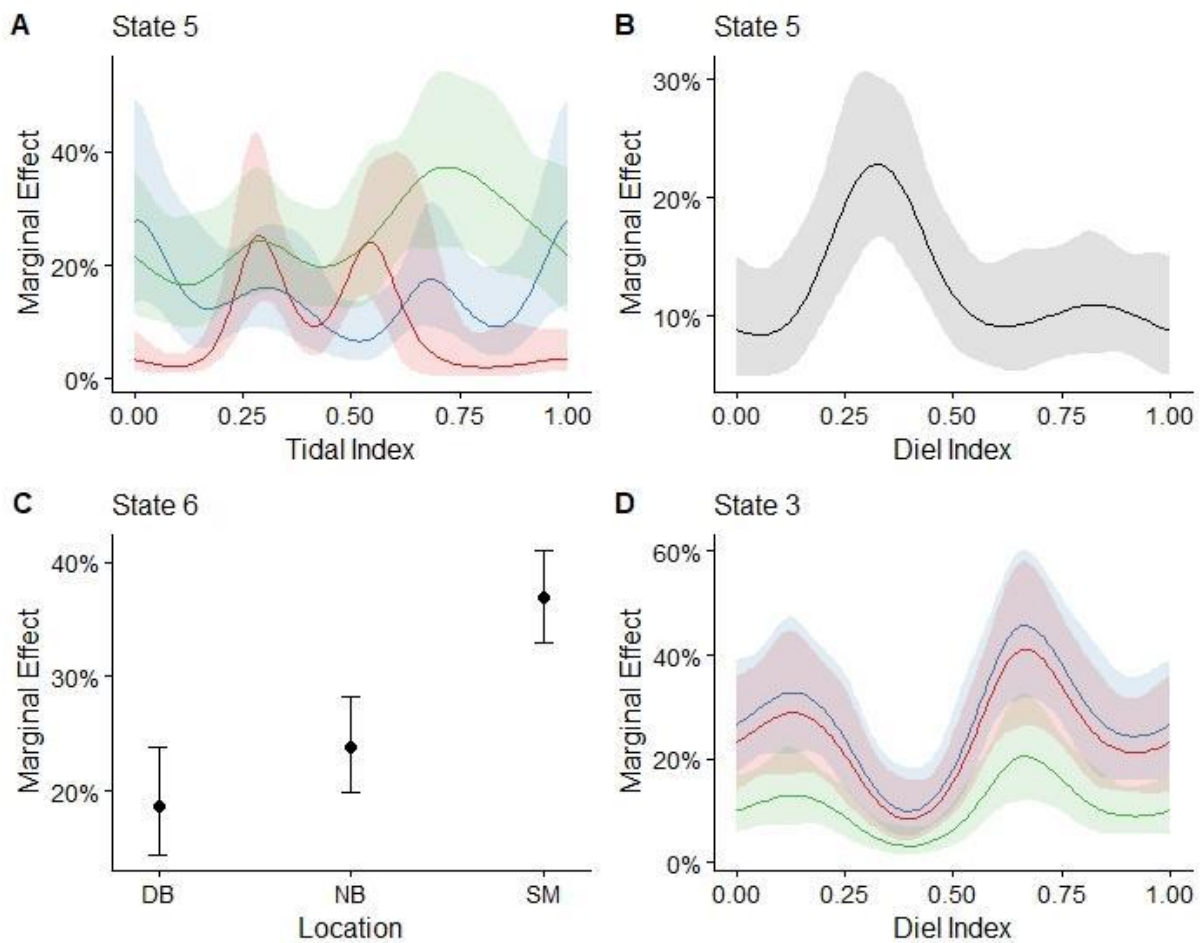 A State 5
Marginal Effect
40%
20%
0%
0.00 0.25 0.50 0.75 1.00
Tidal Index
B State 5
Marginal Effect
30%
20%
10%
0.00 0.25 0.50 0.75 1.00
Diel Index
C State 6
Marginal Effect
40%
30%
20%
DB NB SM
Location
D State 3
Marginal Effect
60%
40%
20%
0%
0.00 0.25 0.50 0.75 1.00
Diel Index